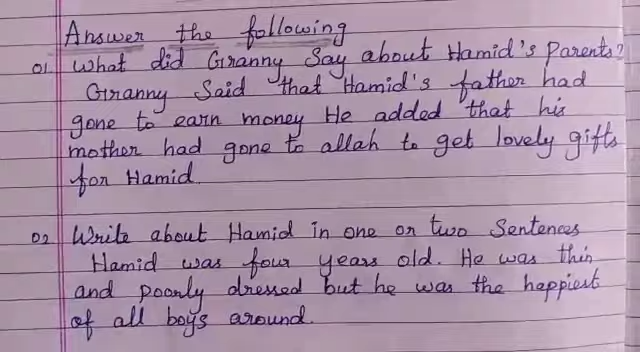 Answer the following
01 What did Granny Say about Hamid's Parents?
Granny Said that Hamid's father had
gone to earn money He added that his
mother had gone to allah to get lovely gifts
for Hamid.
02 Write about Hamid in one or two Sentences
Hamid was four years old. He was thin
and poorly dressed but he was the happiest
of all boys around.